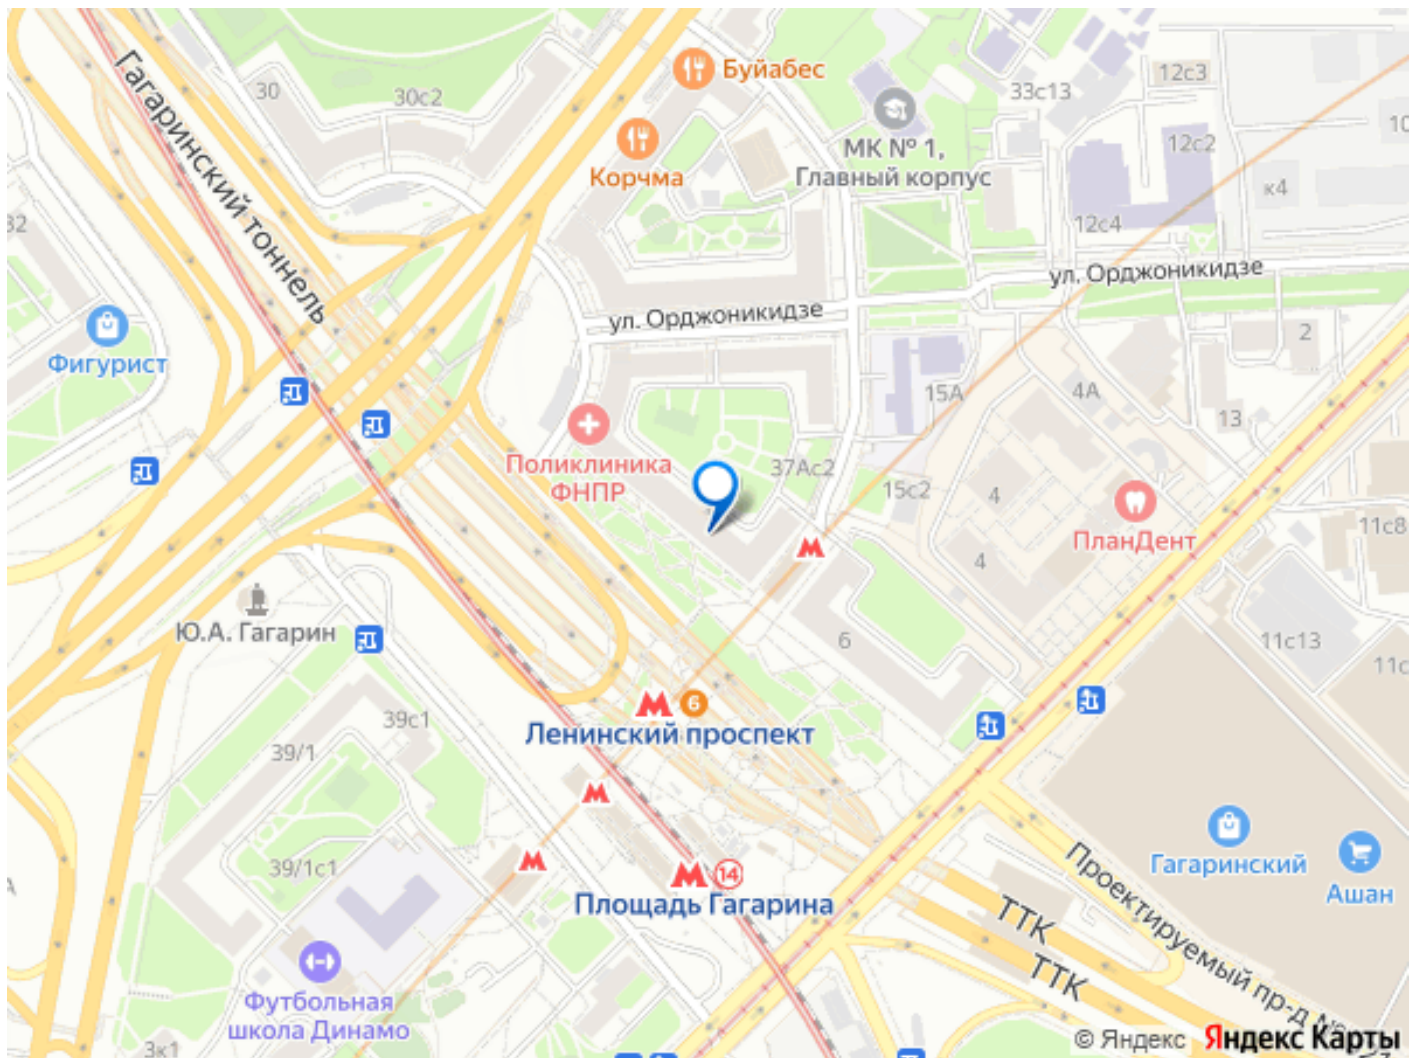 Гагаринский тоннель
30
30с2
Буйабес
Корчма
МК № 1,
Главный корпус
33с13
12с3
12с2
10
к4
12с4
32
ул. Орджоникидзе
ул. Орджоникидзе
Фигурист
2
15А
4А
13
Поликлиника
ФНПР
37Ас2
15с2
4
ПланДент
11с8
4
Ю.А. Гагарин
6
11с13
11с
6
Ленинский проспект
39с1
39/1
39/1с1
14
Площадь Гагарина
Гагаринский
Ашан
Проектируемый пр-д №
ТТК
ТТК
Футбольная
школа Динамо
3к1
© Яндекс Яндекс Карты